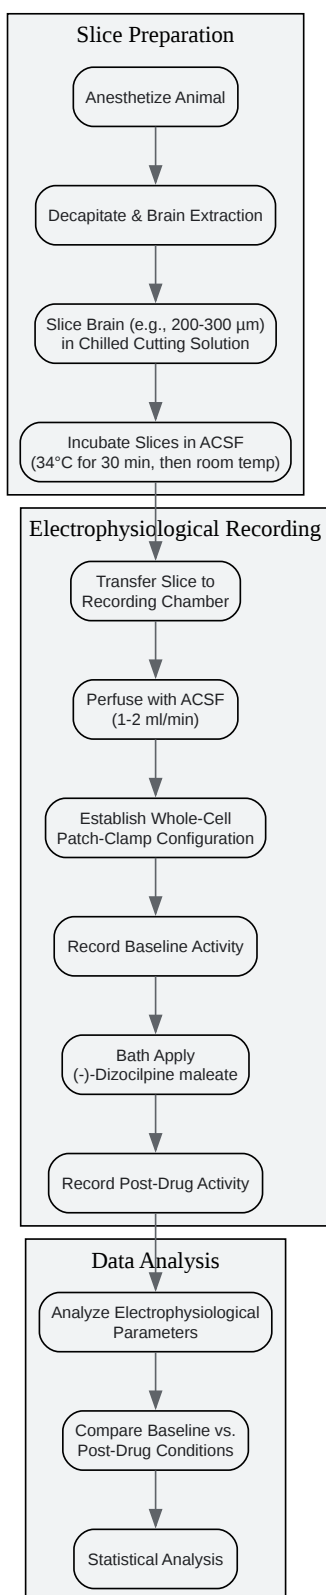 Slice Preparation
Anesthetize Animal
Decapitate & Brain Extraction
Slice Brain (e.g., 200-300 µm)
in Chilled Cutting Solution
Incubate Slices in ACSF
(34°C for 30 min, then room temp)
Electrophysiological Recording
Transfer Slice to
Recording Chamber
Perfuse with ACSF
(1-2 ml/min)
Establish Whole-Cell
Patch-Clamp Configuration
Record Baseline Activity
Bath Apply
(-)-Dizocilpine maleate
Record Post-Drug Activity
Data Analysis
Analyze Electrophysiological
Parameters
Compare Baseline vs.
Post-Drug Conditions
Statistical Analysis